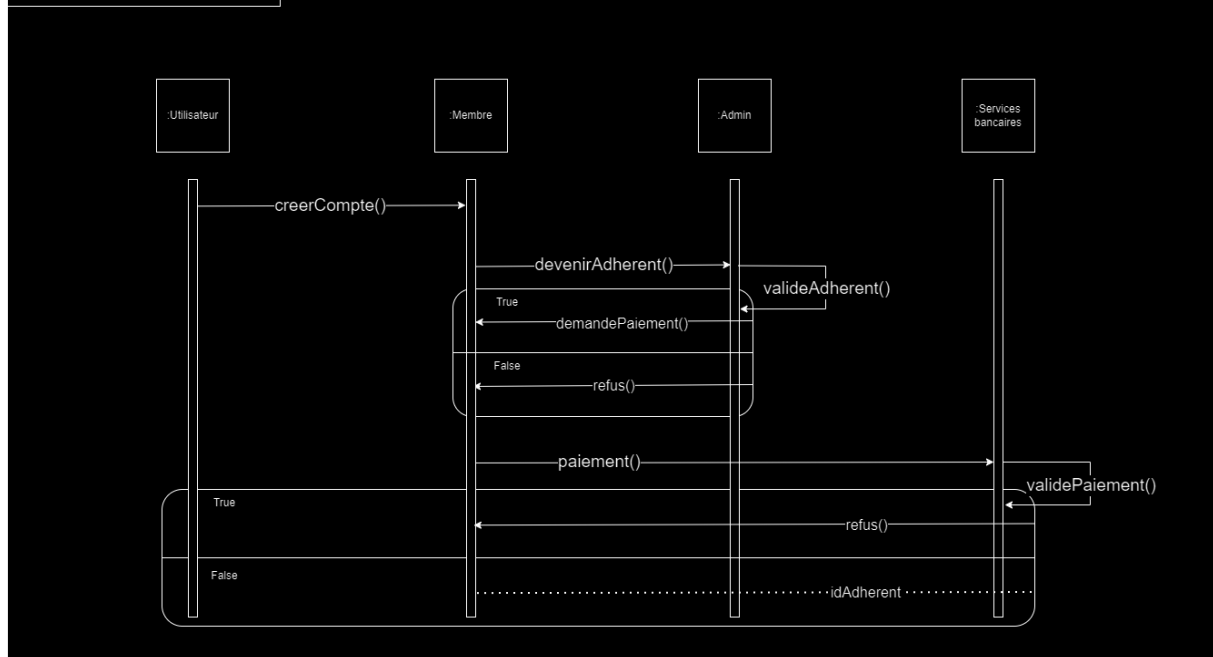 :Utilisateur
:Membre
:Admin
:Services
bancaires
creerCompte()
devenirAdherent()
valideAdherent()
True
demandePaiement()
False
refus()
paiement()
validePaiement()
True
refus()
False
idAdherent